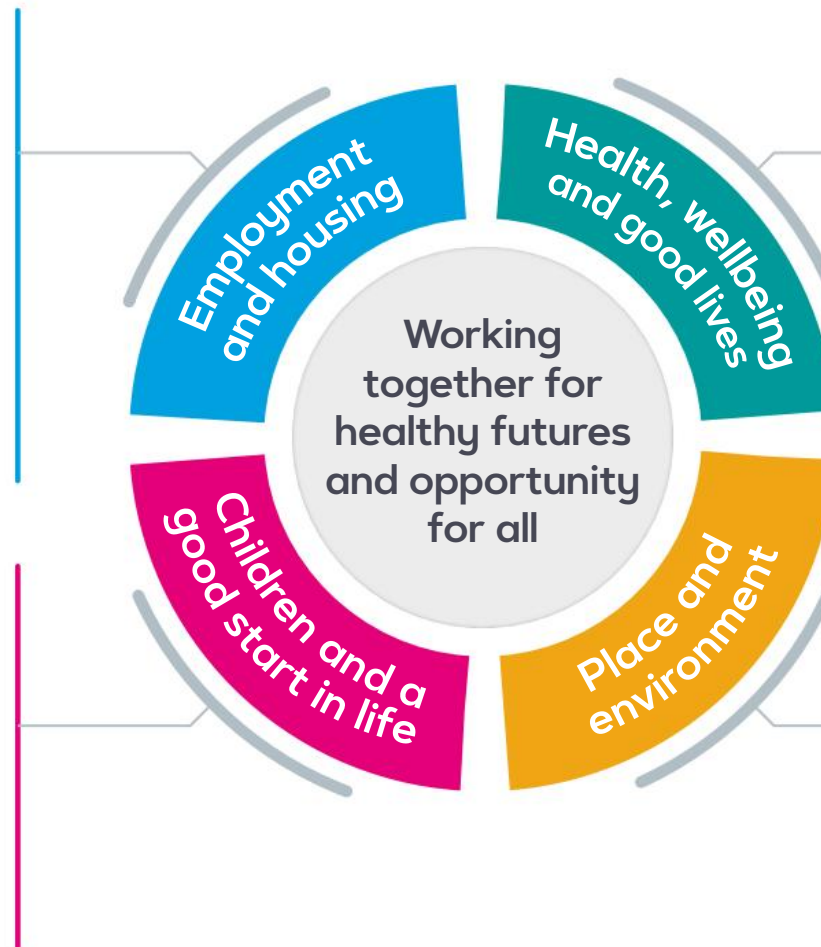 Employment
and housing
Health, wellbeing
and good lives
Working
together for
healthy futures
and opportunity
for all
Children and a
good start in life
Place and
environment